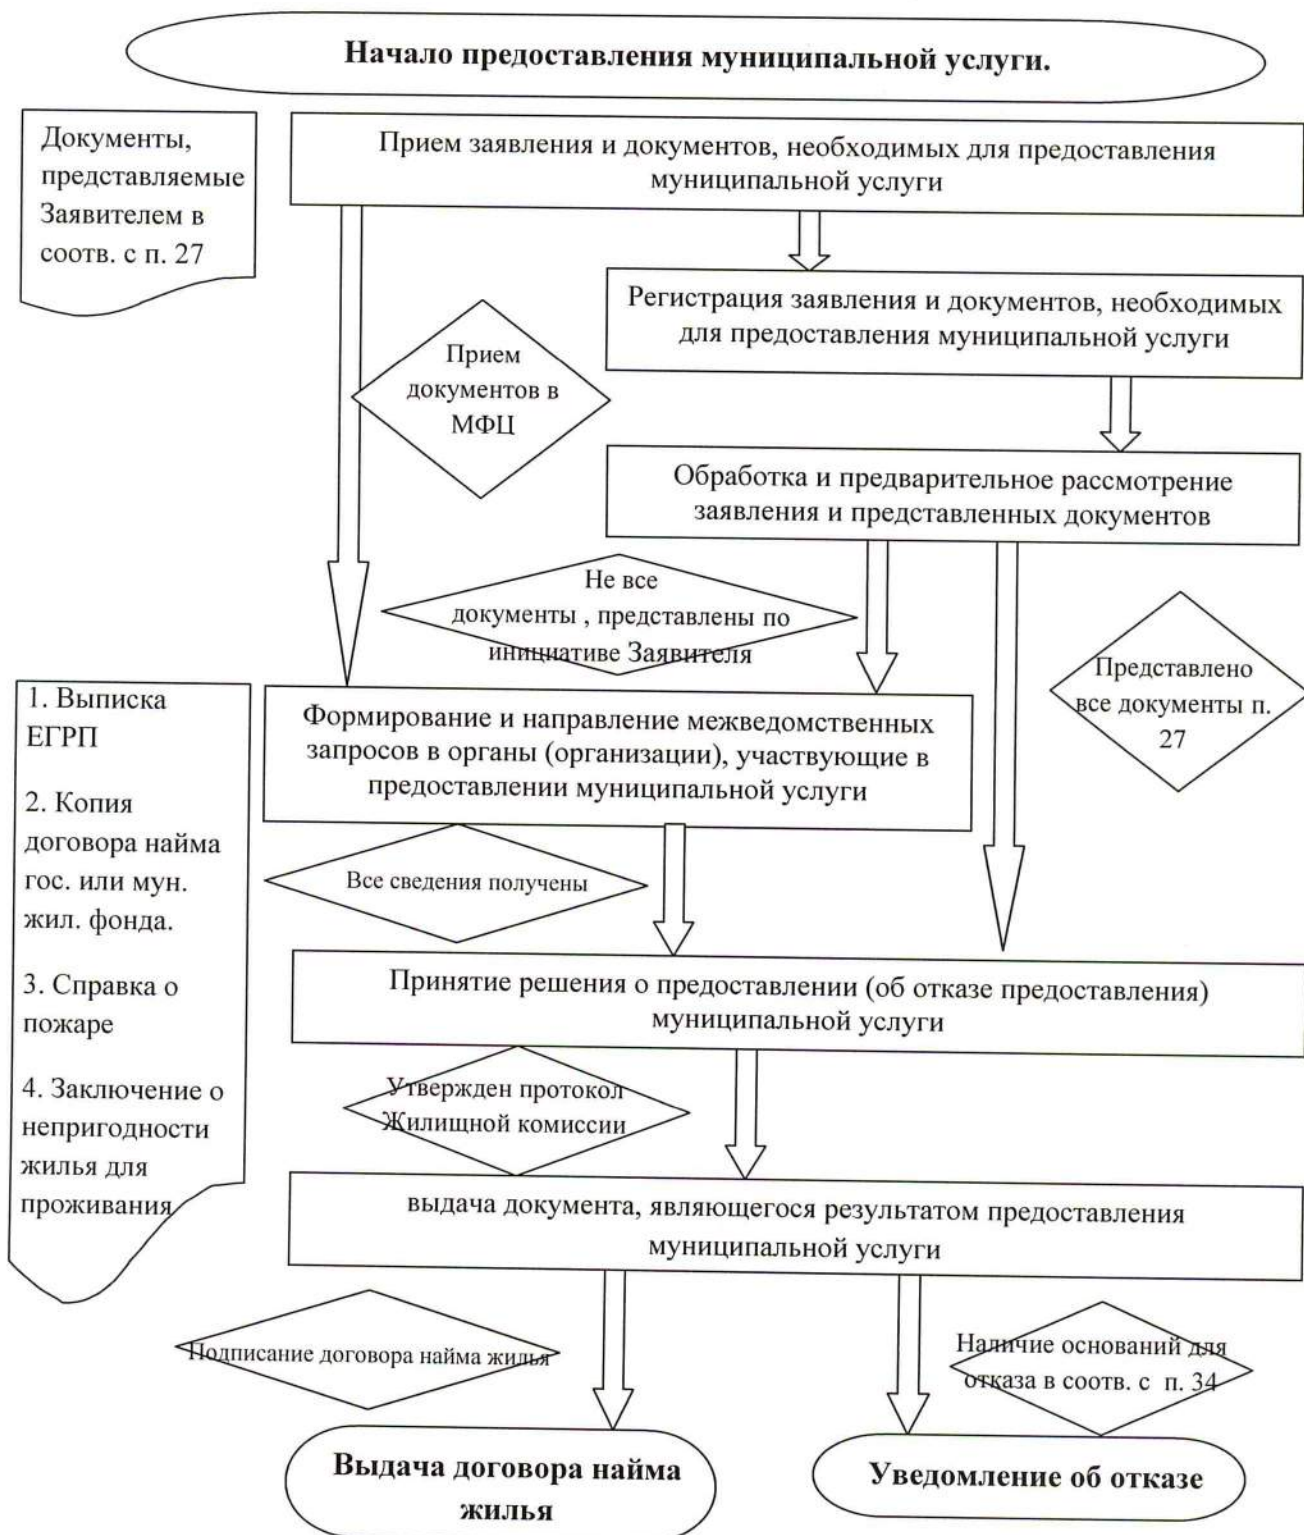 Начало предоставления муниципальной услуги.
Документы,
представляемые
Заявителем в
соотв. с п. 27
Прием заявления и документов, необходимых для предоставления
муниципальной услуги
Регистрация заявления и документов, необходимых
для предоставления муниципальной услуги
Прием
документов в
МФЦ
Обработка и предварительное рассмотрение
заявления и представленных документов
Не все
документы , представлены по
инициативе Заявителя
Представлено
все документы п.
27
1. Выписка
ЕГРП
2. Копия
договора найма
гос. или мун.
жил. фонда.
3. Справка о
пожаре
4. Заключение о
непригодности
жилья для
проживания
Формирование и направление межведомственных
запросов в органы (организации), участвующие в
предоставлении муниципальной услуги
Все сведения получены
Принятие решения о предоставлении (об отказе предоставления)
муниципальной услуги
Утвержден протокол
Жилищной комиссии
выдача документа, являющегося результатом предоставления
муниципальной услуги
Подписание договора найма жилья
Наличие оснований для
отказа в соотв. с п. 34
Выдача договора найма
жилья
Уведомление об отказе